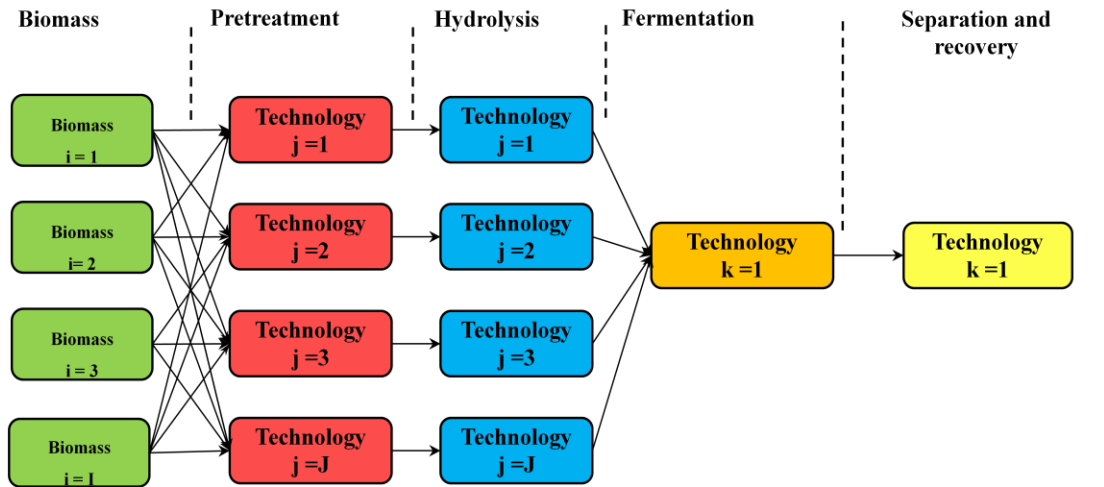 Biomass
Pretreatment
Hydrolysis
Fermentation
Separation and
recovery
Biomass
i = 1
Technology
j =1
Technology
j =1
Biomass
i= 2
Technology
j =2
Technology
j =2
Technology
k =1
Technology
k =1
Biomass
i = 3
Technology
j =3
Technology
j =3
Biomass
i = I
Technology
j =J
Technology
j =J